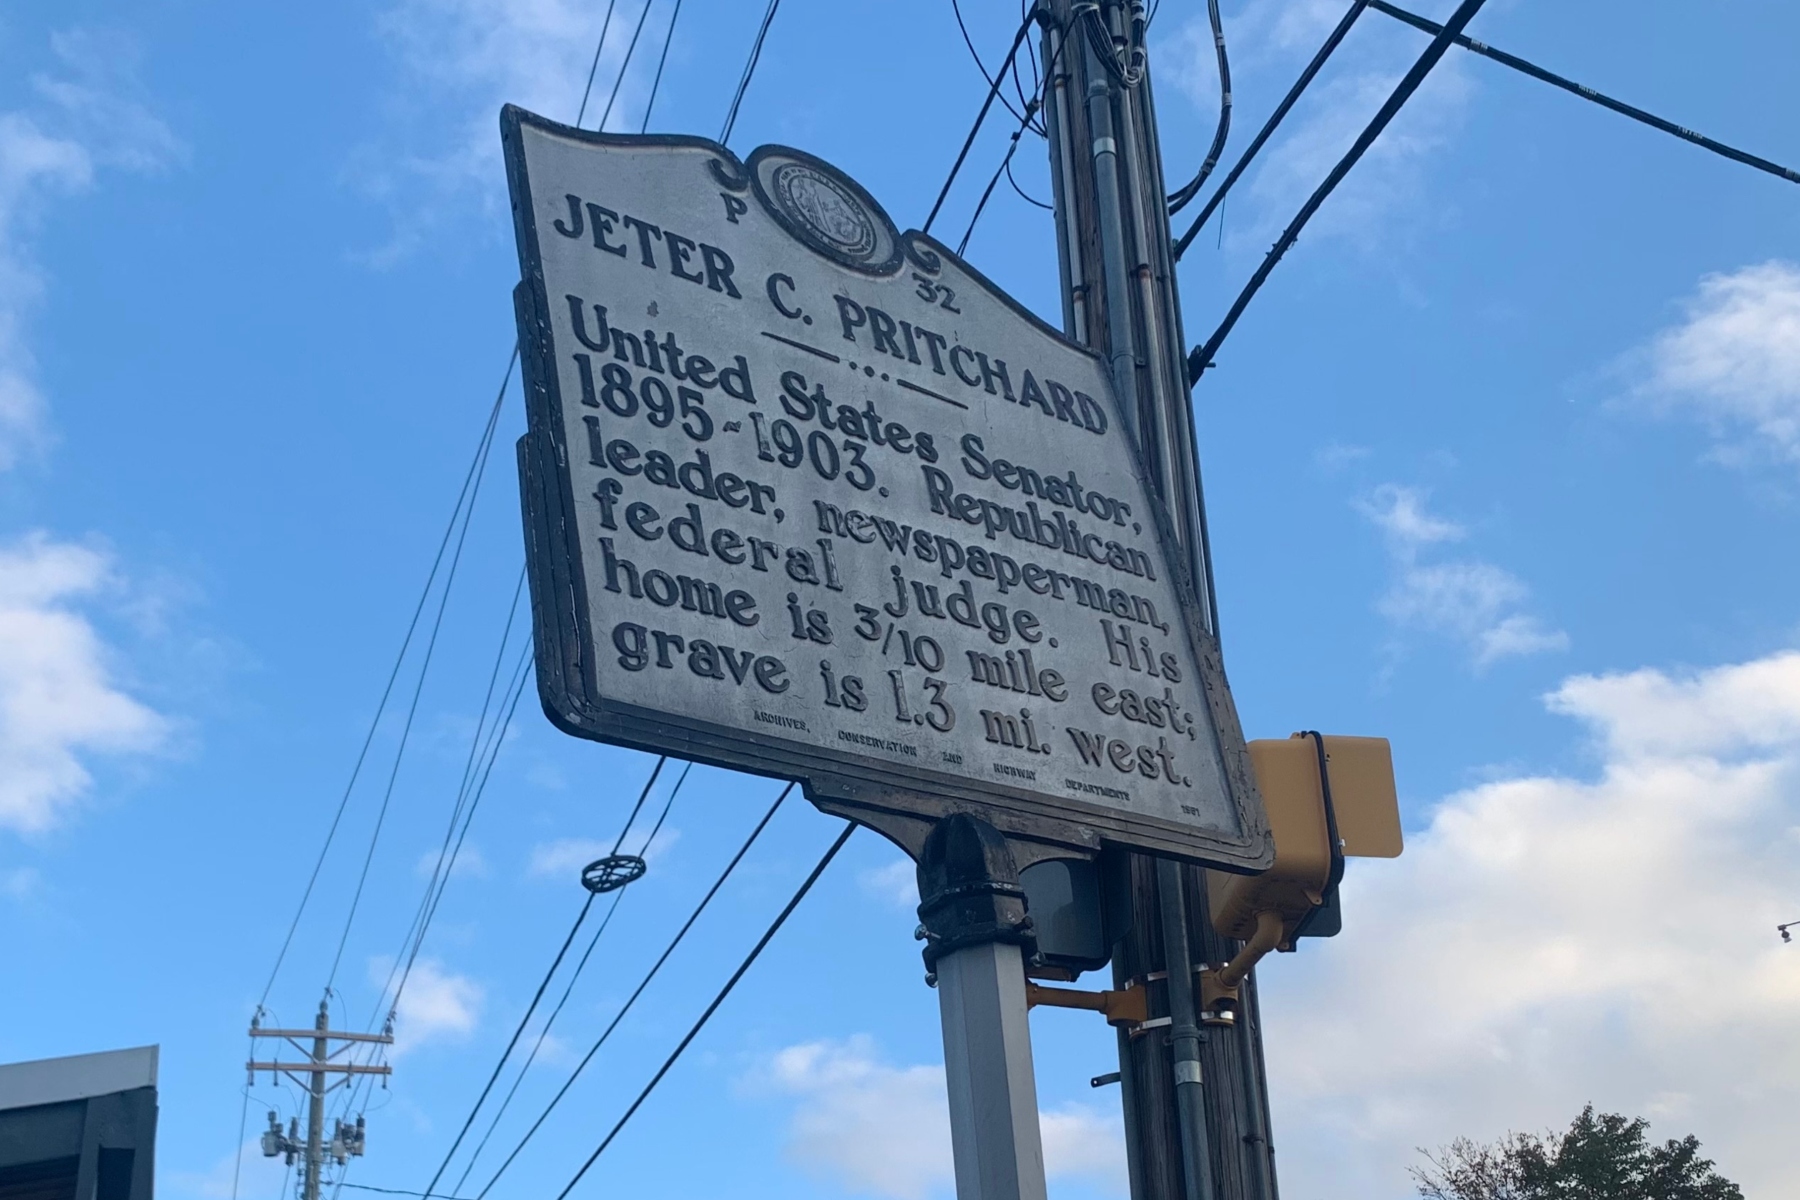 P 32
JETER C. PRITCHARD
United States Senator,
1895-1903. Republican
leader, newspaperman,
federal judge. His
home is 3/10 mile east;
grave is 1.3 mi. west.
ARCHIVES, CONSERVATION AND HIGHWAY DEPARTMENTS 1951